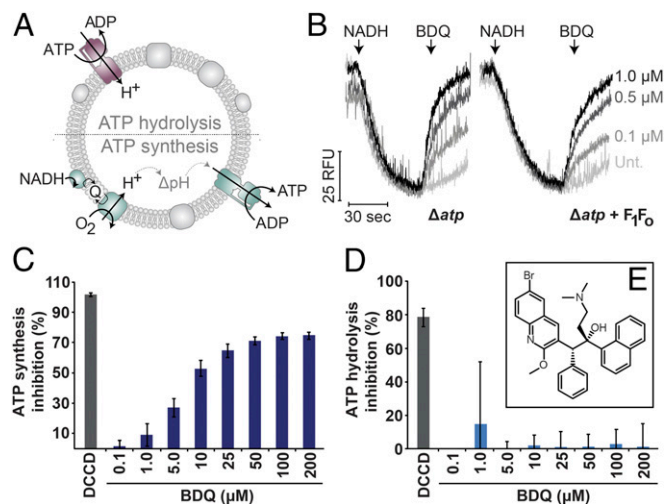 A
ADP
ATP
H+
ATP hydrolysis
ATP synthesis
NADH
Q
H+
ΔpH
O2
ATP
ADP
B
NADH BDQ NADH BDQ
1.0 µM
0.5 µM
0.1 µM
Unt.
25 RFU
30 sec
Δatp
Δatp + F1Fo
C
ATP synthesis
inhibition (%)
110
90
70
50
30
10
DCCD 0.1 1.0 5.0 10 25 50 100 200
BDQ (µM)
D
ATP hydrolysis
inhibition (%)
100
80
60
40
20
0
DCCD 0.1 1.0 5.0 10 25 50 100 200
BDQ (µM)
E
Br
N
OH
N
O